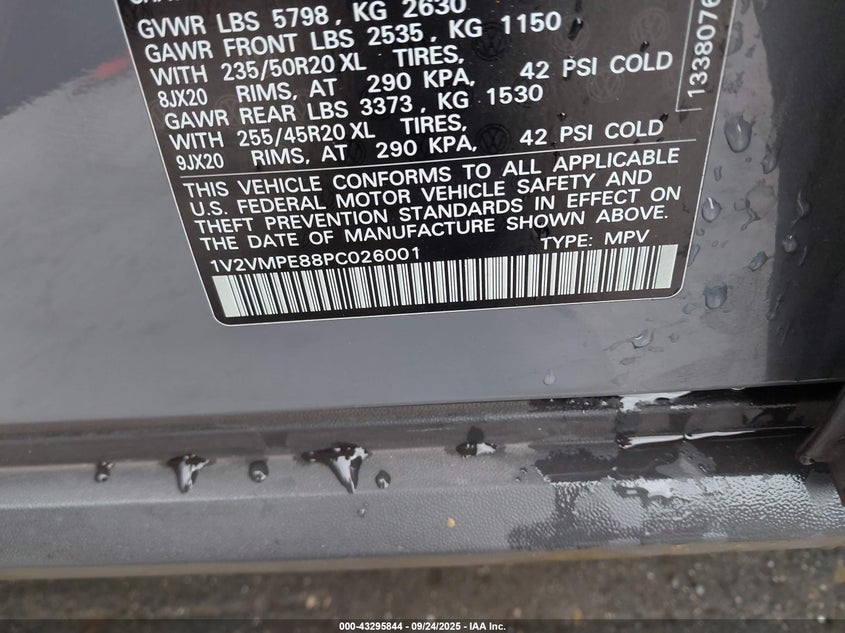 GVWR LBS 5798, KG 2630
GAWR FRONT LBS 2535, KG 1150
WITH 235/50R20 XL TIRES,
8JX20 RIMS, AT 290 KPA, 42 PSI COLD
GAWR REAR LBS 3373, KG 1530
WITH 255/45R20 XL TIRES,
9JX20 RIMS, AT 290 KPA, 42 PSI COLD
THIS VEHICLE CONFORMS TO ALL APPLICABLE
U.S. FEDERAL MOTOR VEHICLE SAFETY AND
THEFT PREVENTION STANDARDS IN EFFECT ON
THE DATE OF MANUFACTURE SHOWN ABOVE.
1V2VMPE88PC026001 TYPE: MPV
1338076
000-43295844 - 09/24/2025 - IAA Inc.